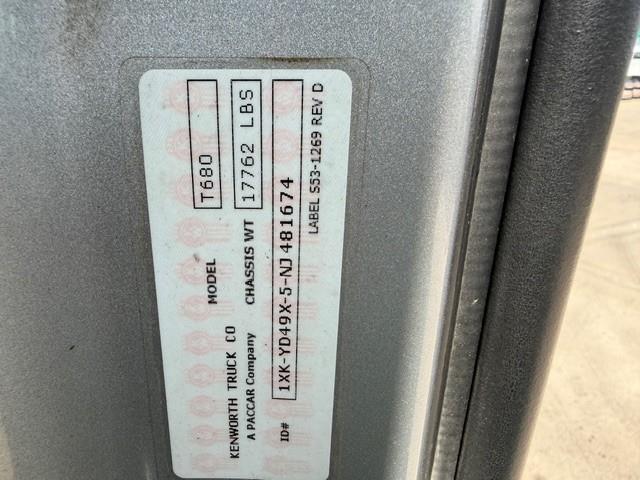 KENWORTH TRUCK CO MODEL T680
A PACCAR Company CHASSIS WT 17762 LBS
ID# 1XK-YD49X-5-NJ481674
LABEL S53-1269 REV D